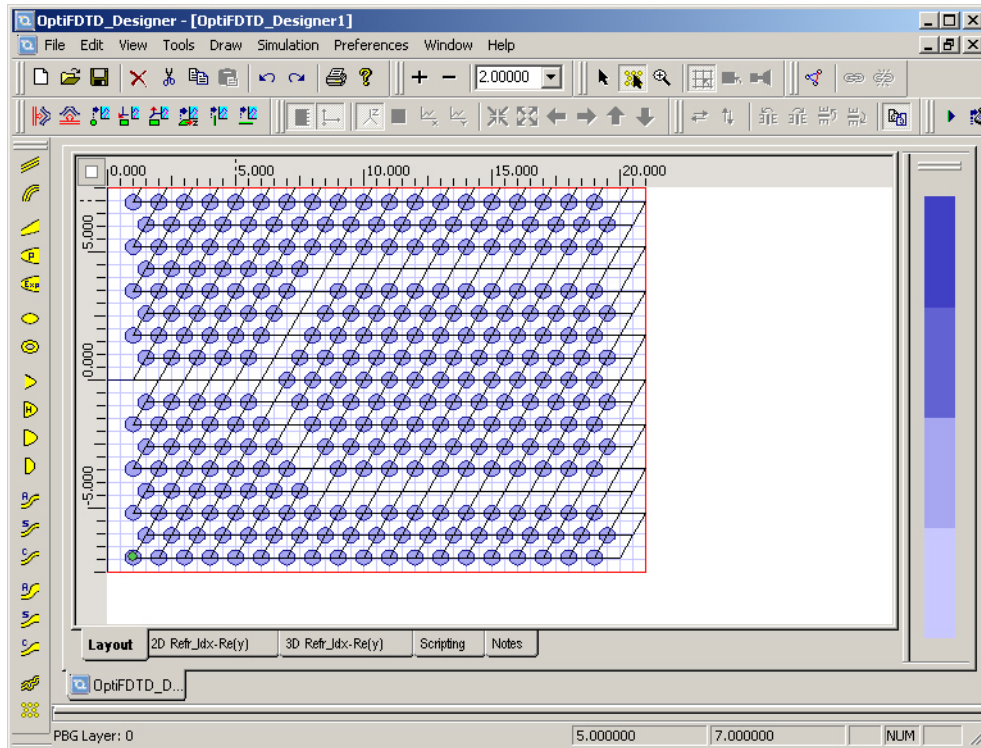 OptiFDTD_Designer - [OptiFDTD_Designer1]
File Edit View Tools Draw Simulation Preferences Window Help
2.00000
0.000 5.000 10.000 15.000 20.000
5.000
0.000
-5.000
P
Exp
H
A
S
C
A
S
C
Layout 2D Refr_Idx-Re(y) 3D Refr_Idx-Re(y) Scripting Notes
OptiFDTD_D...
PBG Layer: 0 5.000000 7.000000 NUM